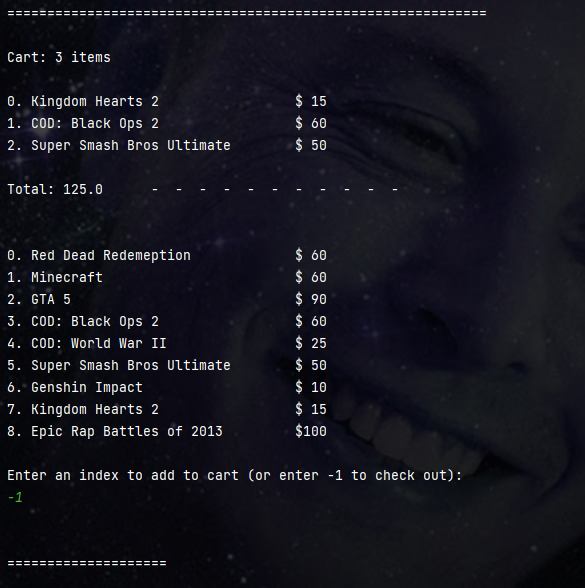 ============================================================
Cart: 3 items
0. Kingdom Hearts 2                 $ 15
1. COD: Black Ops 2                 $ 60
2. Super Smash Bros Ultimate        $ 50
Total: 125.0      -  -  -  -  -  -  -  -  -  -  -
0. Red Dead Redemeption             $ 60
1. Minecraft                        $ 60
2. GTA 5                            $ 90
3. COD: Black Ops 2                 $ 60
4. COD: World War II                $ 25
5. Super Smash Bros Ultimate        $ 50
6. Genshin Impact                   $ 10
7. Kingdom Hearts 2                 $ 15
8. Epic Rap Battles of 2013         $100
Enter an index to add to cart (or enter -1 to check out):
-1
====================